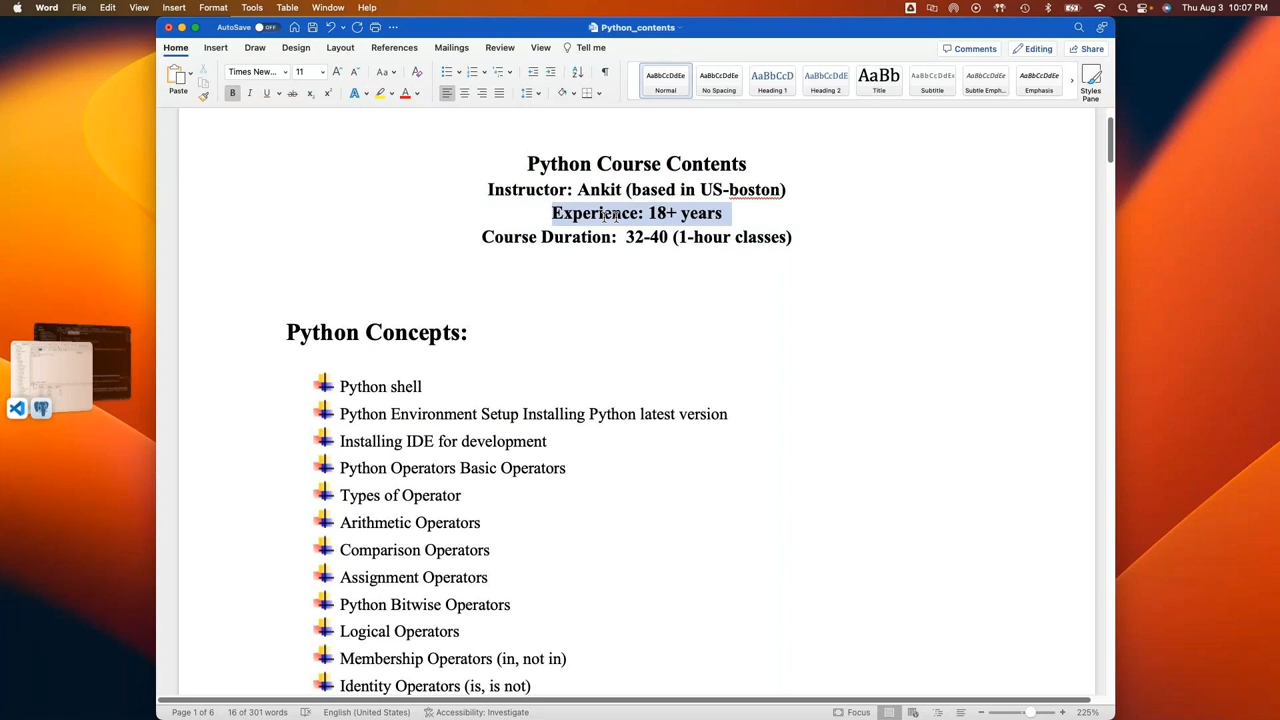 Word File Edit View Insert Format Tools Table Window Help Thu Aug 3 10:07 PM
AutoSave OFF Python_contents
Home Insert Draw Design Layout References Mailings Review View Tell me Comments Editing Share
Paste Times New... 11 AaBbCcDdEe AaBbCcDdEe AaBbCcD AaBbCcDdE AaBb AaBbCcDdEe AaBbCcDdEe AaBbCcDdEe
Normal No Spacing Heading 1 Heading 2 Title Subtitle Subtle Emph... Emphasis Styles Pane
Python Course Contents
Instructor: Ankit (based in US-boston)
Experience: 18+ years
Course Duration: 32-40 (1-hour classes)
Python Concepts:
Python shell
Python Environment Setup Installing Python latest version
Installing IDE for development
Python Operators Basic Operators
Types of Operator
Arithmetic Operators
Comparison Operators
Assignment Operators
Python Bitwise Operators
Logical Operators
Membership Operators (in, not in)
Identity Operators (is, is not)
Page 1 of 6 16 of 301 words English (United States) Accessibility: Investigate Focus 225%